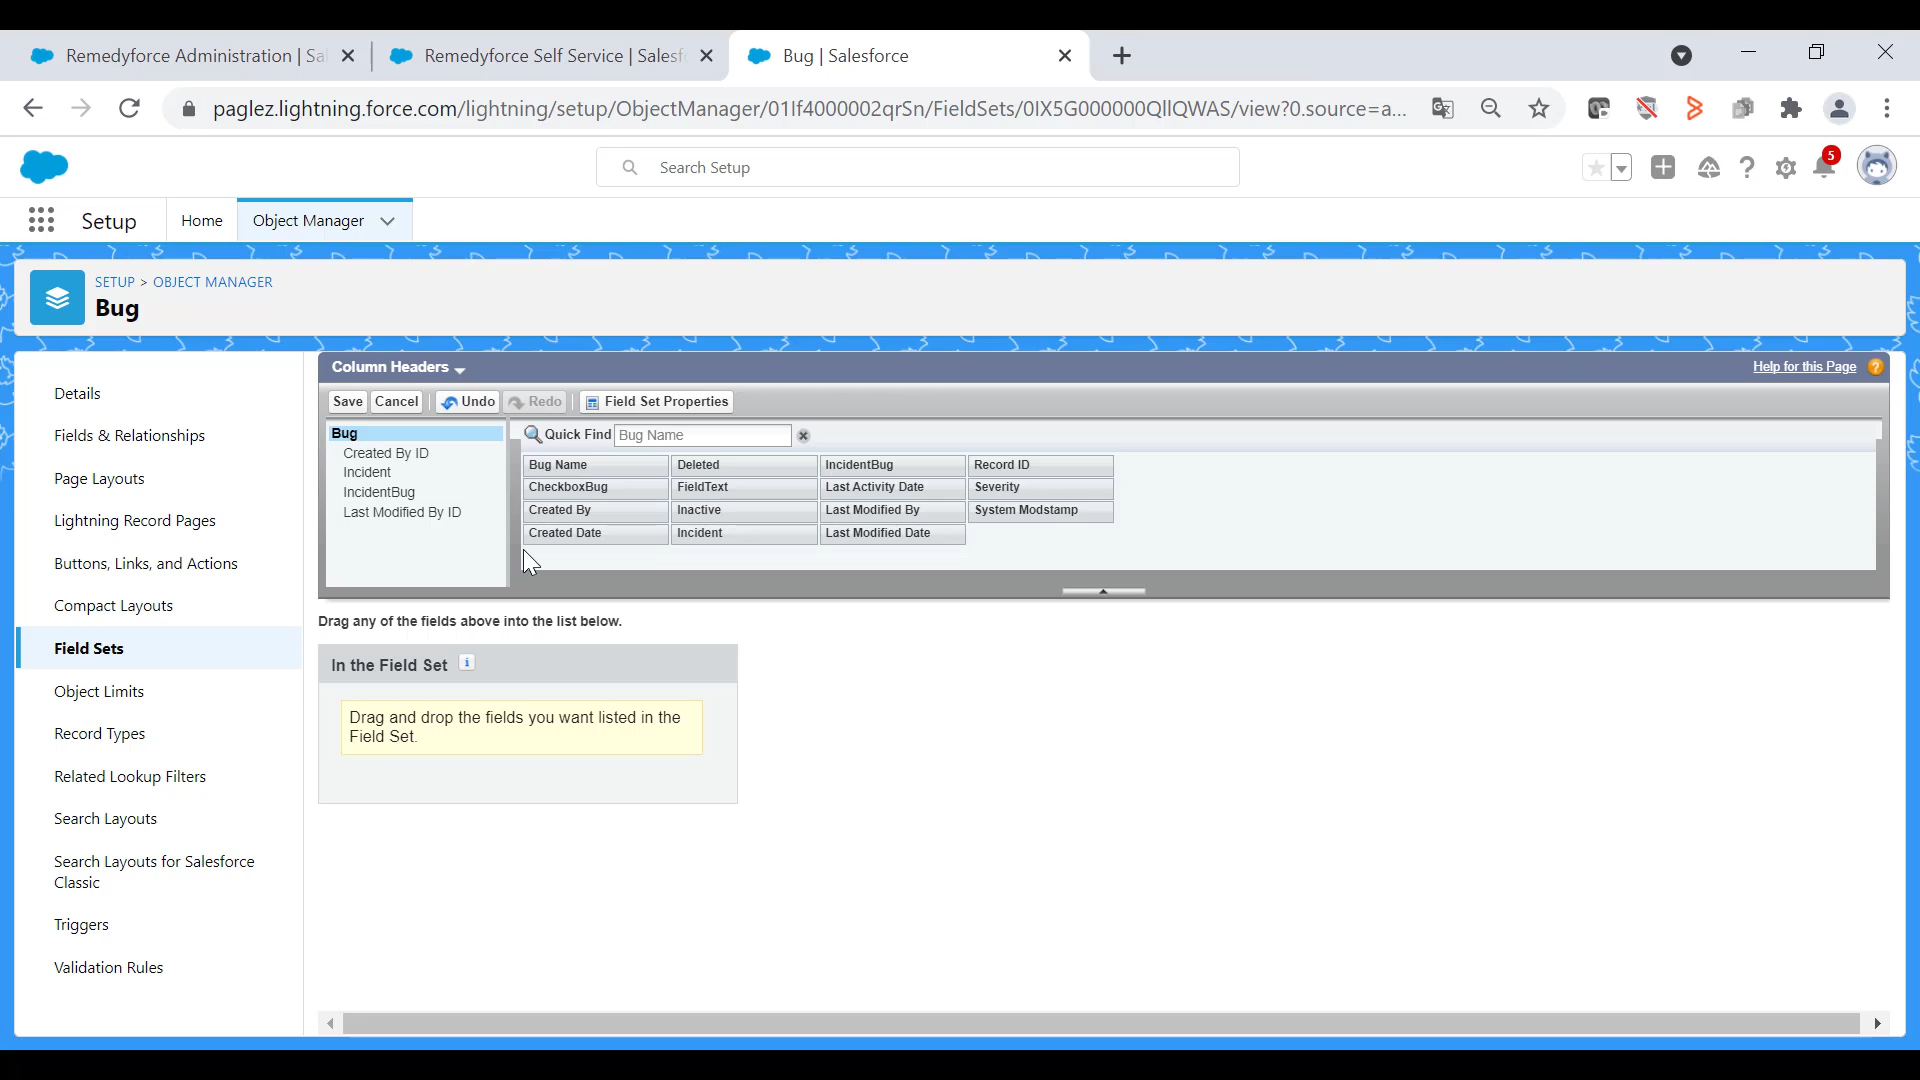 Remedyforce Administration | Sa
Remedyforce Self Service | Salesf
Bug | Salesforce
paglez.lightning.force.com/lightning/setup/ObjectManager/01If4000002qrSn/FieldSets/0IX5G000000QllQWAS/view?0.source=a...
Search Setup
5
Setup
Home
Object Manager
SETUP > OBJECT MANAGER
Bug
Details
Fields & Relationships
Page Layouts
Lightning Record Pages
Buttons, Links, and Actions
Compact Layouts
Field Sets
Object Limits
Record Types
Related Lookup Filters
Search Layouts
Search Layouts for Salesforce
Classic
Triggers
Validation Rules
Column Headers
Help for this Page ?
Save Cancel Undo Redo Field Set Properties
Bug
Created By ID
Incident
IncidentBug
Last Modified By ID
Quick Find Bug Name
Bug Name Deleted IncidentBug Record ID
CheckboxBug FieldText Last Activity Date Severity
Created By Inactive Last Modified By System Modstamp
Created Date Incident Last Modified Date
Drag any of the fields above into the list below.
In the Field Set i
Drag and drop the fields you want listed in the
Field Set.